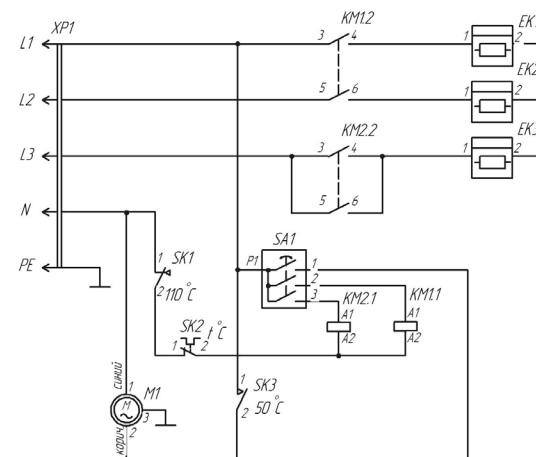 XP1
KM1.2
EK1
L1
3
4
1
2
EK2
L2
5
6
1
2
KM2.2
EK3
L3
3
4
1
2
5
6
N
SA1
SK1
1
P1
1
PE
2
2
110°C
3
KM2.1
KM1.1
A1
A1
SK2
t°C
1
2
A2
A2
синий
1
SK3
1
M1
50°C
2
M
3
2
корич.